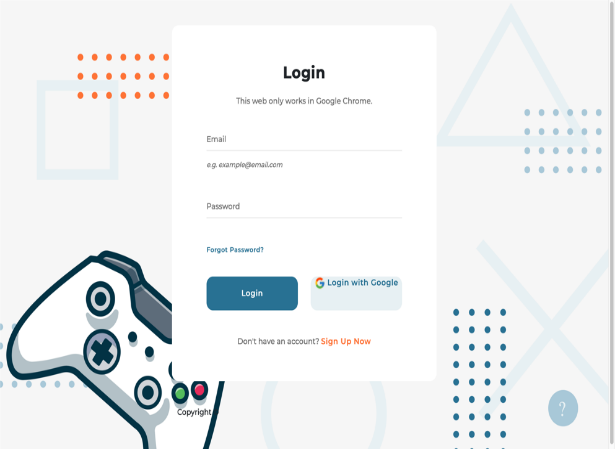 Login
This web only works in Google Chrome.
Email
e.g. example@email.com
Password
Forgot Password?
Login
Login with Google
Don't have an account? Sign Up Now
Copyright
?